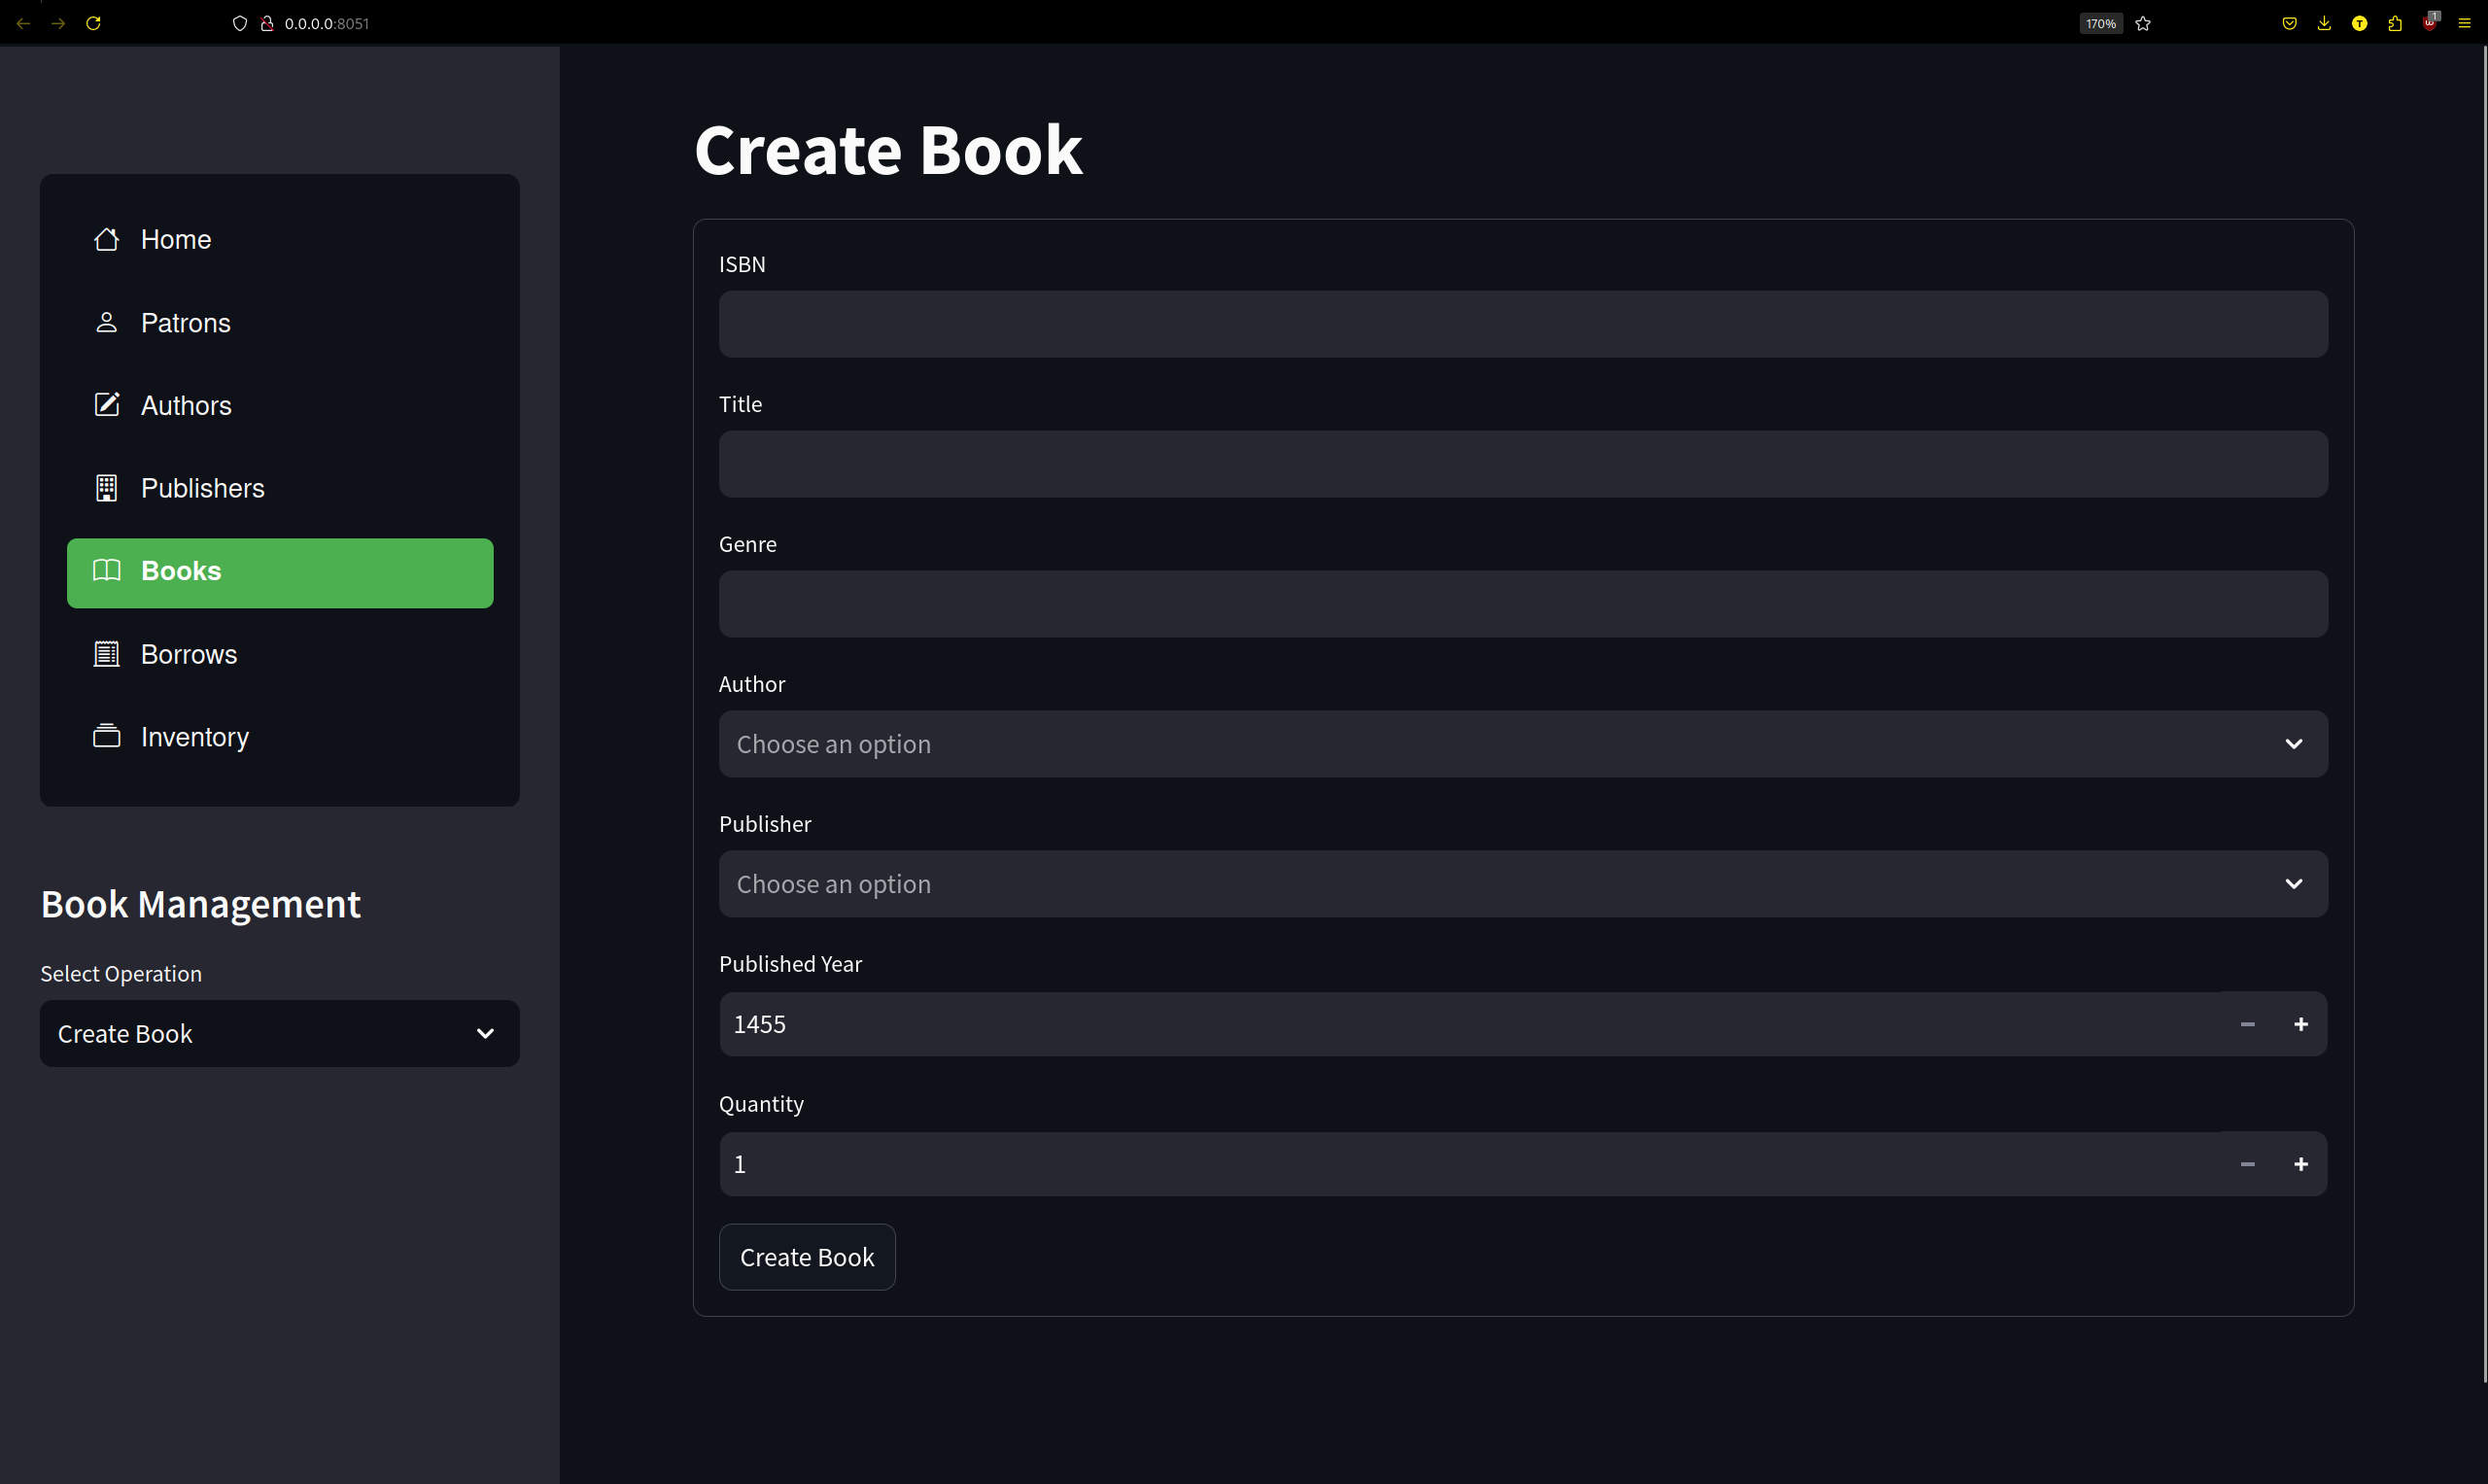 0.0.0.0:8051
170%
T
1
Home
Patrons
Authors
Publishers
Books
Borrows
Inventory
Book Management
Select Operation
Create Book
Create Book
ISBN
Title
Genre
Author
Choose an option
Publisher
Choose an option
Published Year
1455
Quantity
1
Create Book